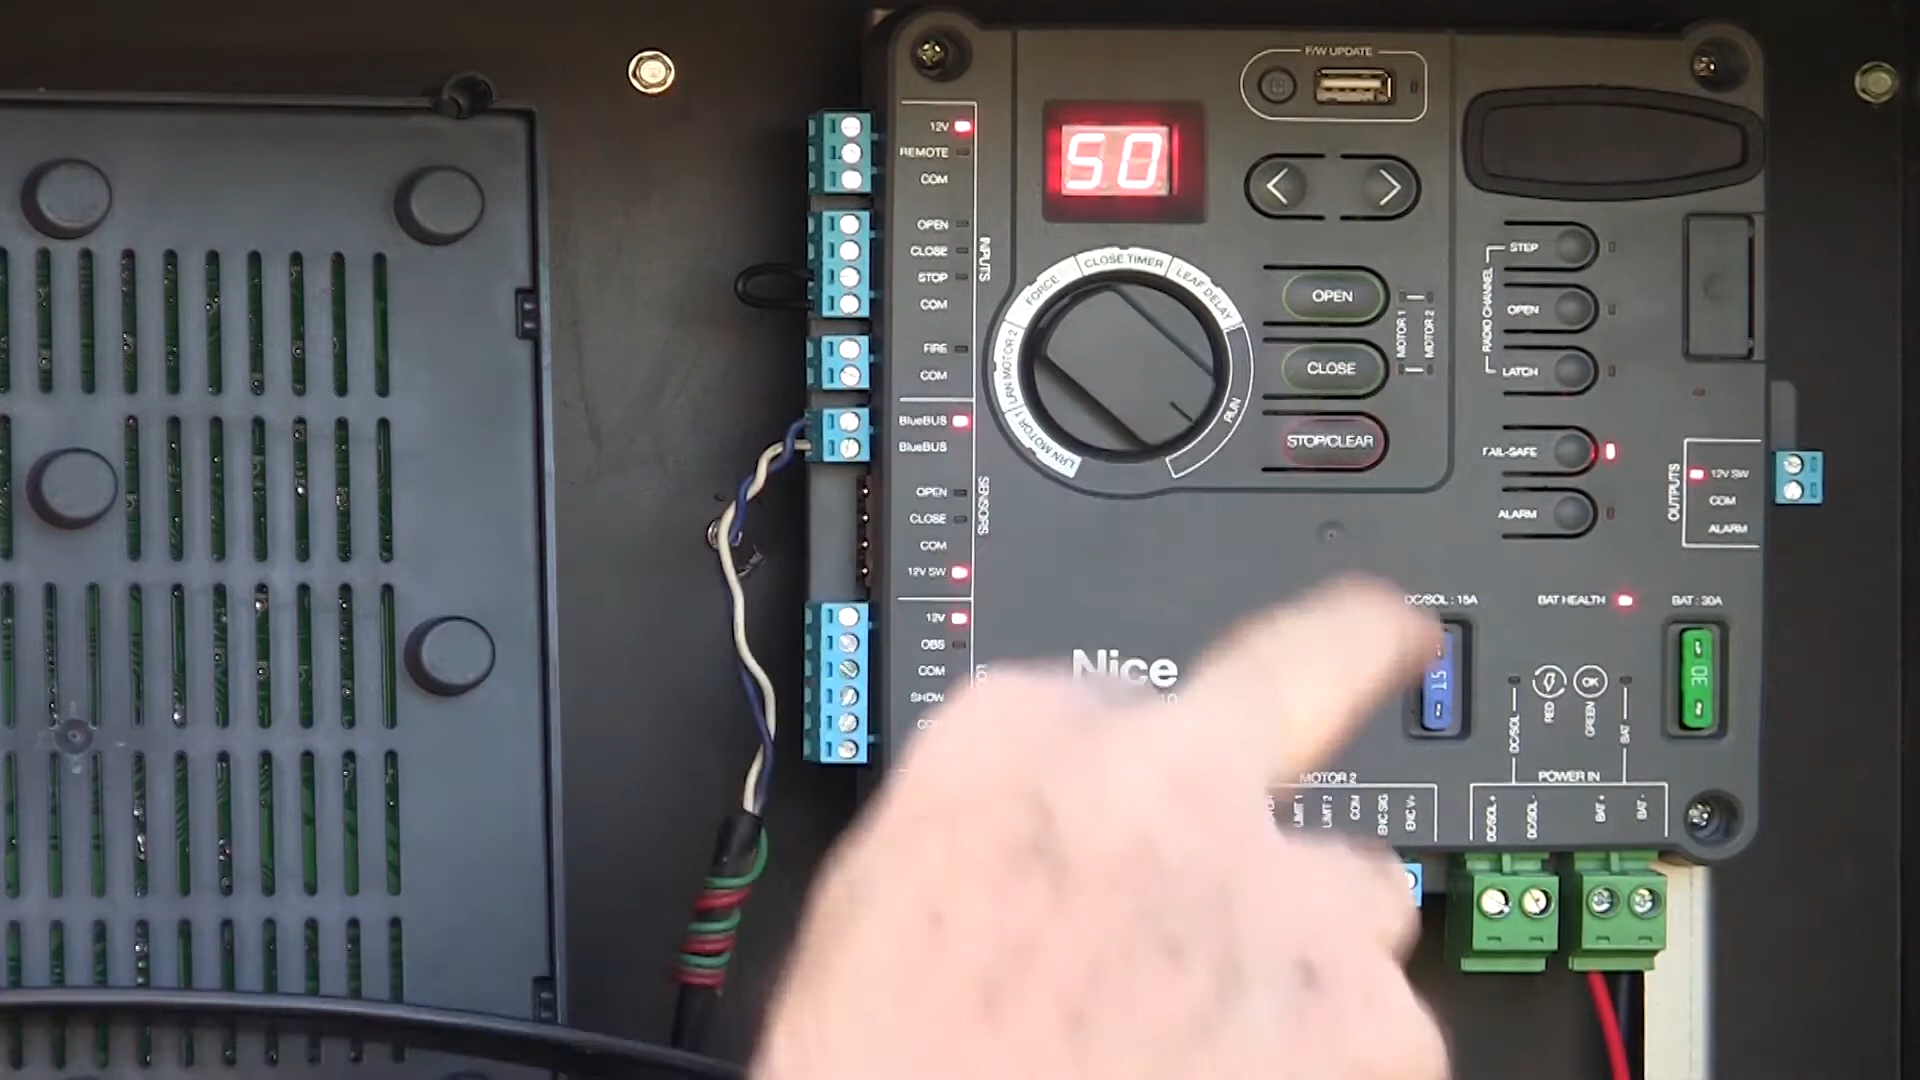 F/W UPDATE
50
12V
REMOTE
COM
OPEN
CLOSE
STOP
COM
INPUTS
FIRE
COM
BlueBUS
BlueBUS
OPEN
CLOSE
COM
12V SW
SENSORS
12V
OBS
COM
SHDW
LRN MOTOR 1
LRN MOTOR 2
FORCE
CLOSE TIMER
LEAF DELAY
RUN
OPEN
CLOSE
STOP/CLEAR
MOTOR 1
MOTOR 2
RADIO CHANNEL
STEP
OPEN
LATCH
FAIL-SAFE
ALARM
OUTPUTS
12V SW
COM
ALARM
DC/SOL : 15A
BAT HEALTH
BAT : 30A
15
30
Nice
DC/SOL
RED
OK
GREEN
BAT
MOTOR 2
LIMIT 1
LIMIT 2
COM
ENC SIG
ENC V+
POWER IN
DC/SOL +
DC/SOL -
BAT +
BAT -